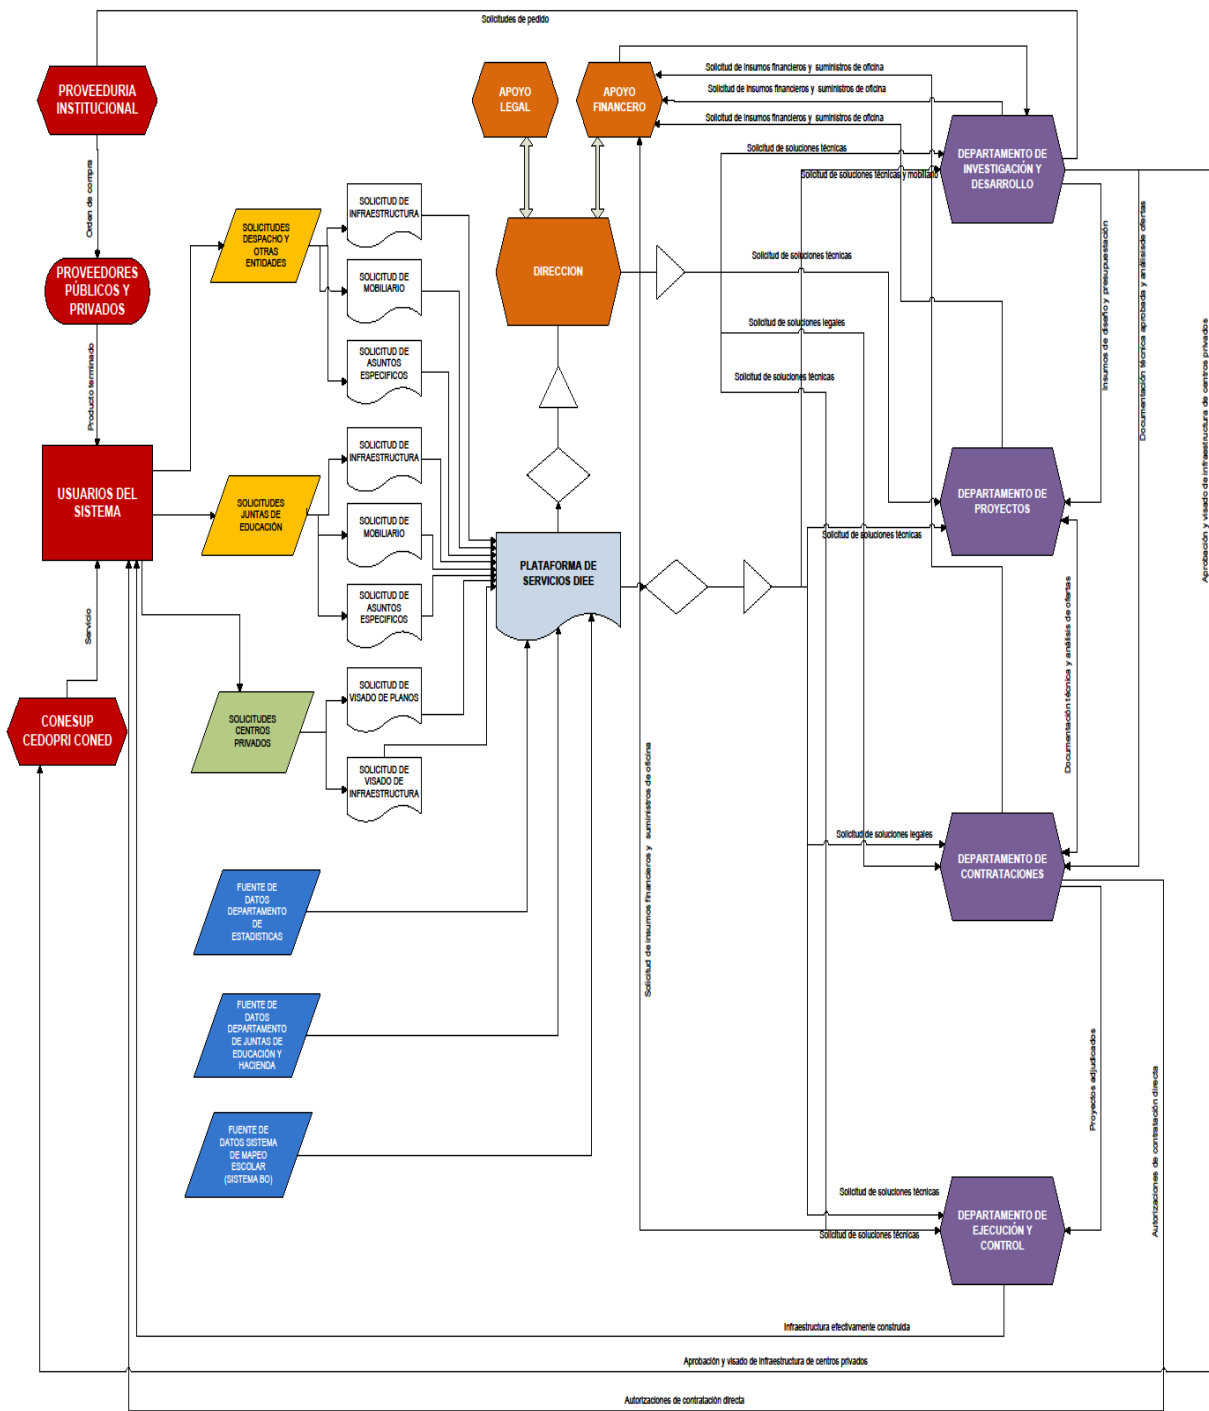 Solicitudes de pedido
PROVEEDURIA
INSTITUCIONAL
APOYO
LEGAL
APOYO
FINANCERO
Solicitud de insumos financieros y suministros de oficina
Solicitud de insumos financieros y suministros de oficina
Solicitud de insumos financieros y suministros de oficina
Solicitud de soluciones técnicas
Solicitud de soluciones técnicas y mobiliario
DEPARTAMENTO DE
INVESTIGACIÓN Y
DESARROLLO
Orden de compra
SOLICITUDES
DESPACHO Y
OTRAS
ENTIDADES
SOLICITUD DE
INFRAESTRUCTURA
SOLICITUD DE
MOBILIARIO
SOLICITUD DE
ASUNTOS
ESPECIFICOS
PROVEEDORES
PÚBLICOS Y
PRIVADOS
DIRECCION
Solicitud de soluciones técnicas
Solicitud de soluciones legales
Solicitud de soluciones técnicas
Insumos de diseño y presupuestación
Documentación técnica aprobada y análisisde ofertas
Aprobación y visado de infraestructura de centros privados
Producto terminado
USUARIOS DEL
SISTEMA
SOLICITUDES
JUNTAS DE
EDUCACIÓN
SOLICITUD DE
INFRAESTRUCTURA
SOLICITUD DE
MOBILIARIO
SOLICITUD DE
ASUNTOS
ESPECIFICOS
PLATAFORMA DE
SERVICIOS DIEE
DEPARTAMENTO DE
PROYECTOS
Solicitud de soluciones técnicas
Servicio
Documentación técnica y análisis de ofertas
CONESUP
CEDOPRI CONED
SOLICITUDES
CENTROS
PRIVADOS
SOLICITUD DE
VISADO DE PLANOS
SOLICITUD DE
VISADO DE
INFRAESTRUCTURA
Solicitud de insumos financieros y suministros de oficina
Solicitud de soluciones legales
DEPARTAMENTO DE
CONTRATACIONES
FUENTE DE
DATOS
DEPARTAMENTO
DE
ESTADISTICAS
FUENTE DE
DATOS
DEPARTAMENTO
DE JUNTAS DE
EDUCACIÓN Y
HACIENDA
FUENTE DE
DATOS SISTEMA
DE MAPEO
ESCOLAR
(SISTEMA BO)
Proyectos adjudicados
Autorizaciones de contratación directa
Solicitud de soluciones técnicas
Solicitud de soluciones técnicas
DEPARTAMENTO DE
EJECUCIÓN Y
CONTROL
Infraestructura efectivamente construida
Aprobación y visado de infraestructura de centros privados
Autorizaciones de contratación directa